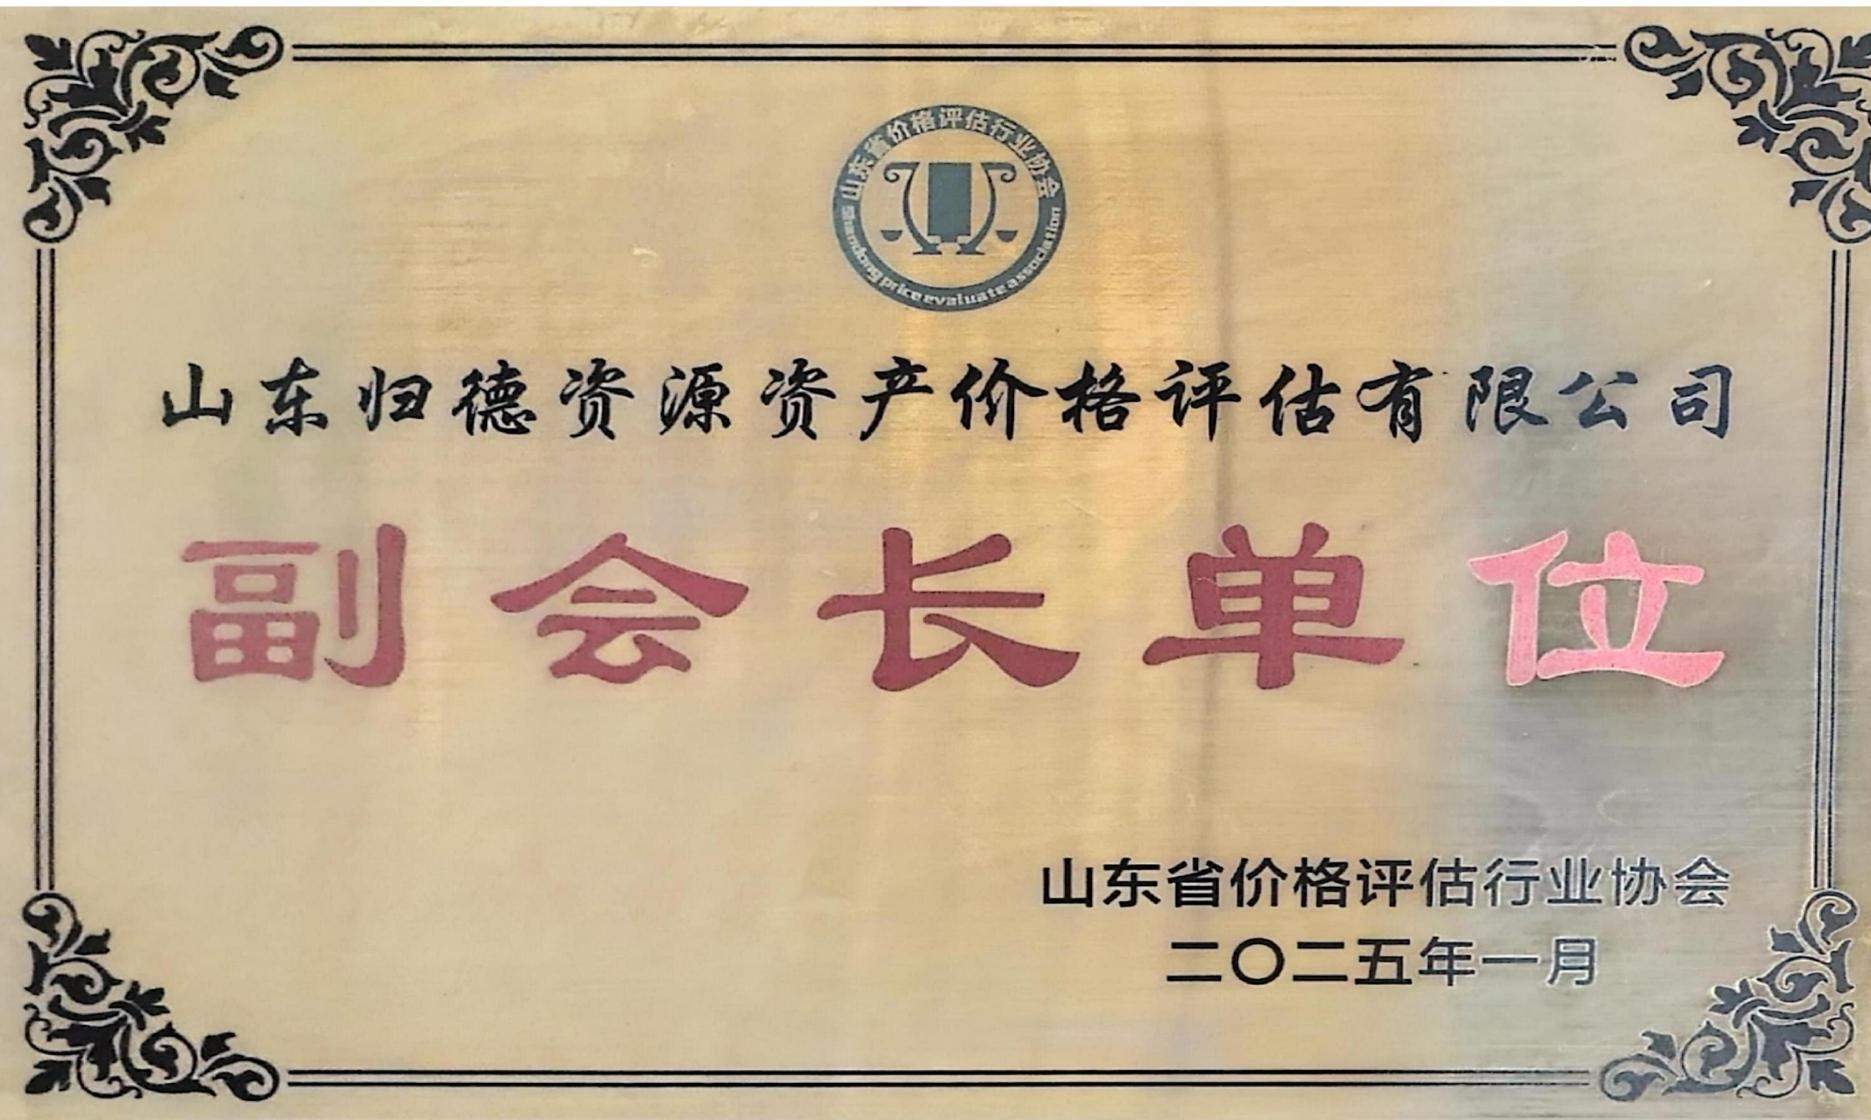 山东省价格评估行业协会
Shandong price evaluate association
山东归德资源资产价格评估有限公司
副会长单位
山东省价格评估行业协会
二〇二五年一月